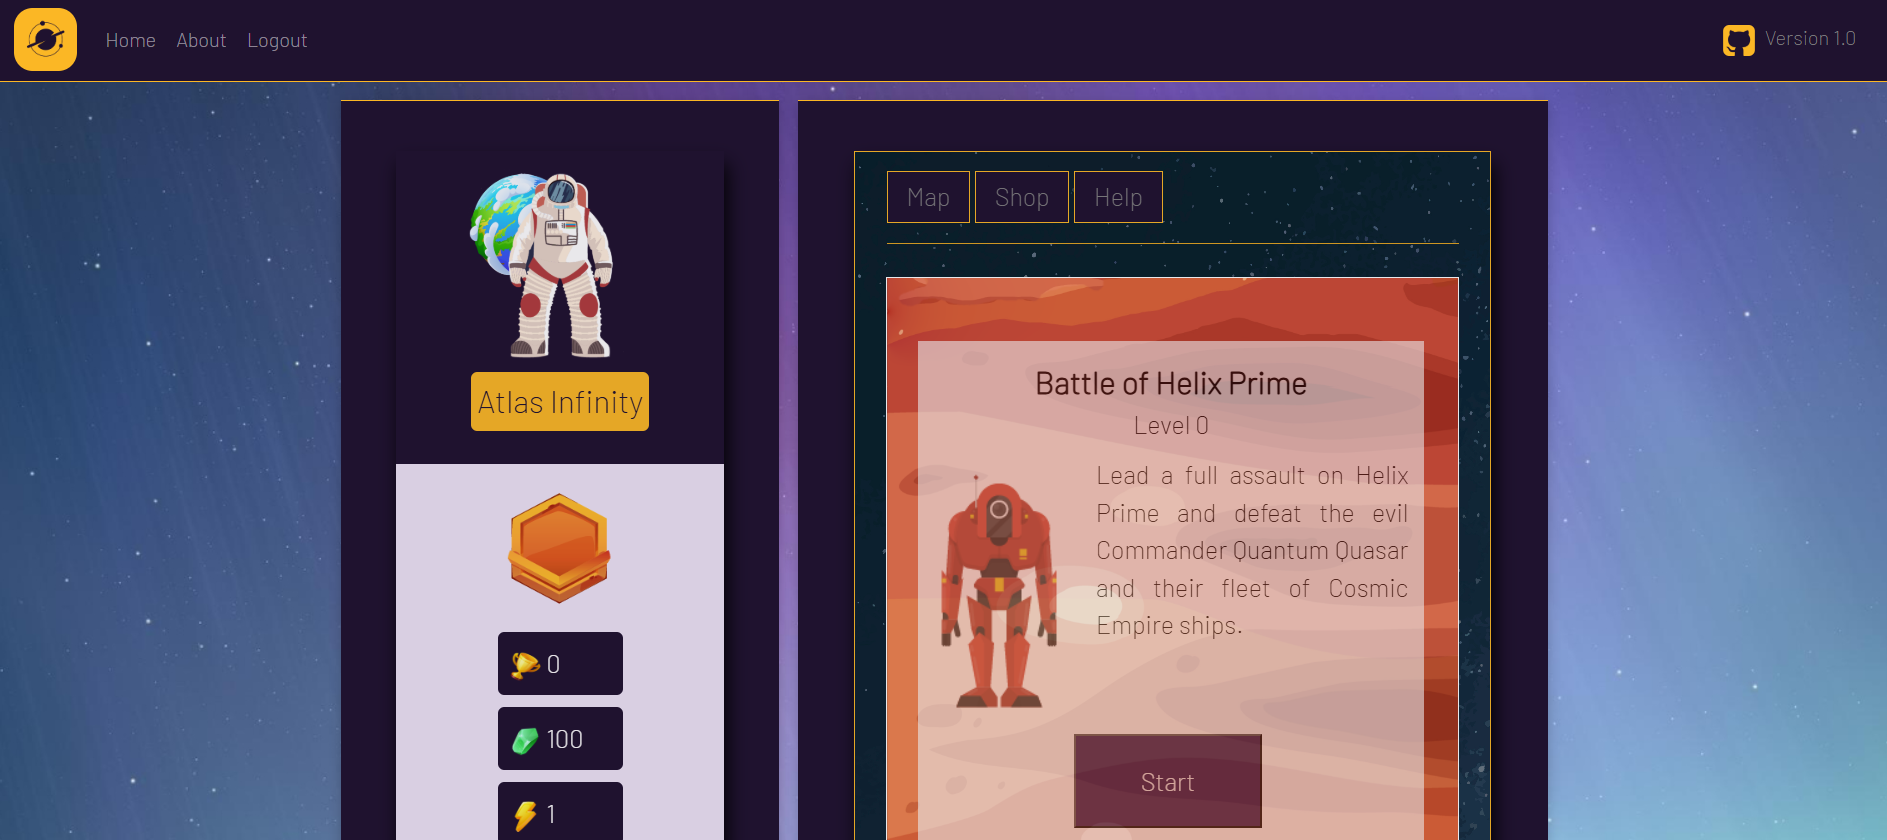 Home About Logout
Version 1.0
Atlas Infinity
0
100
1
Map Shop Help
Battle of Helix Prime
Level 0
Lead a full assault on Helix
Prime and defeat the evil
Commander Quantum Quasar
and their fleet of Cosmic
Empire ships.
Start